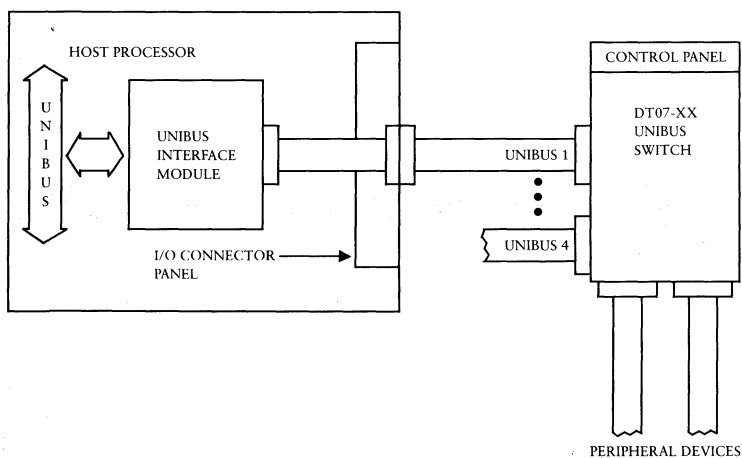 HOST PROCESSOR
UNIBUS
UNIBUS
INTERFACE
MODULE
I/O CONNECTOR
PANEL
UNIBUS 1
UNIBUS 4
CONTROL PANEL
DT07-XX
UNIBUS
SWITCH
PERIPHERAL DEVICES